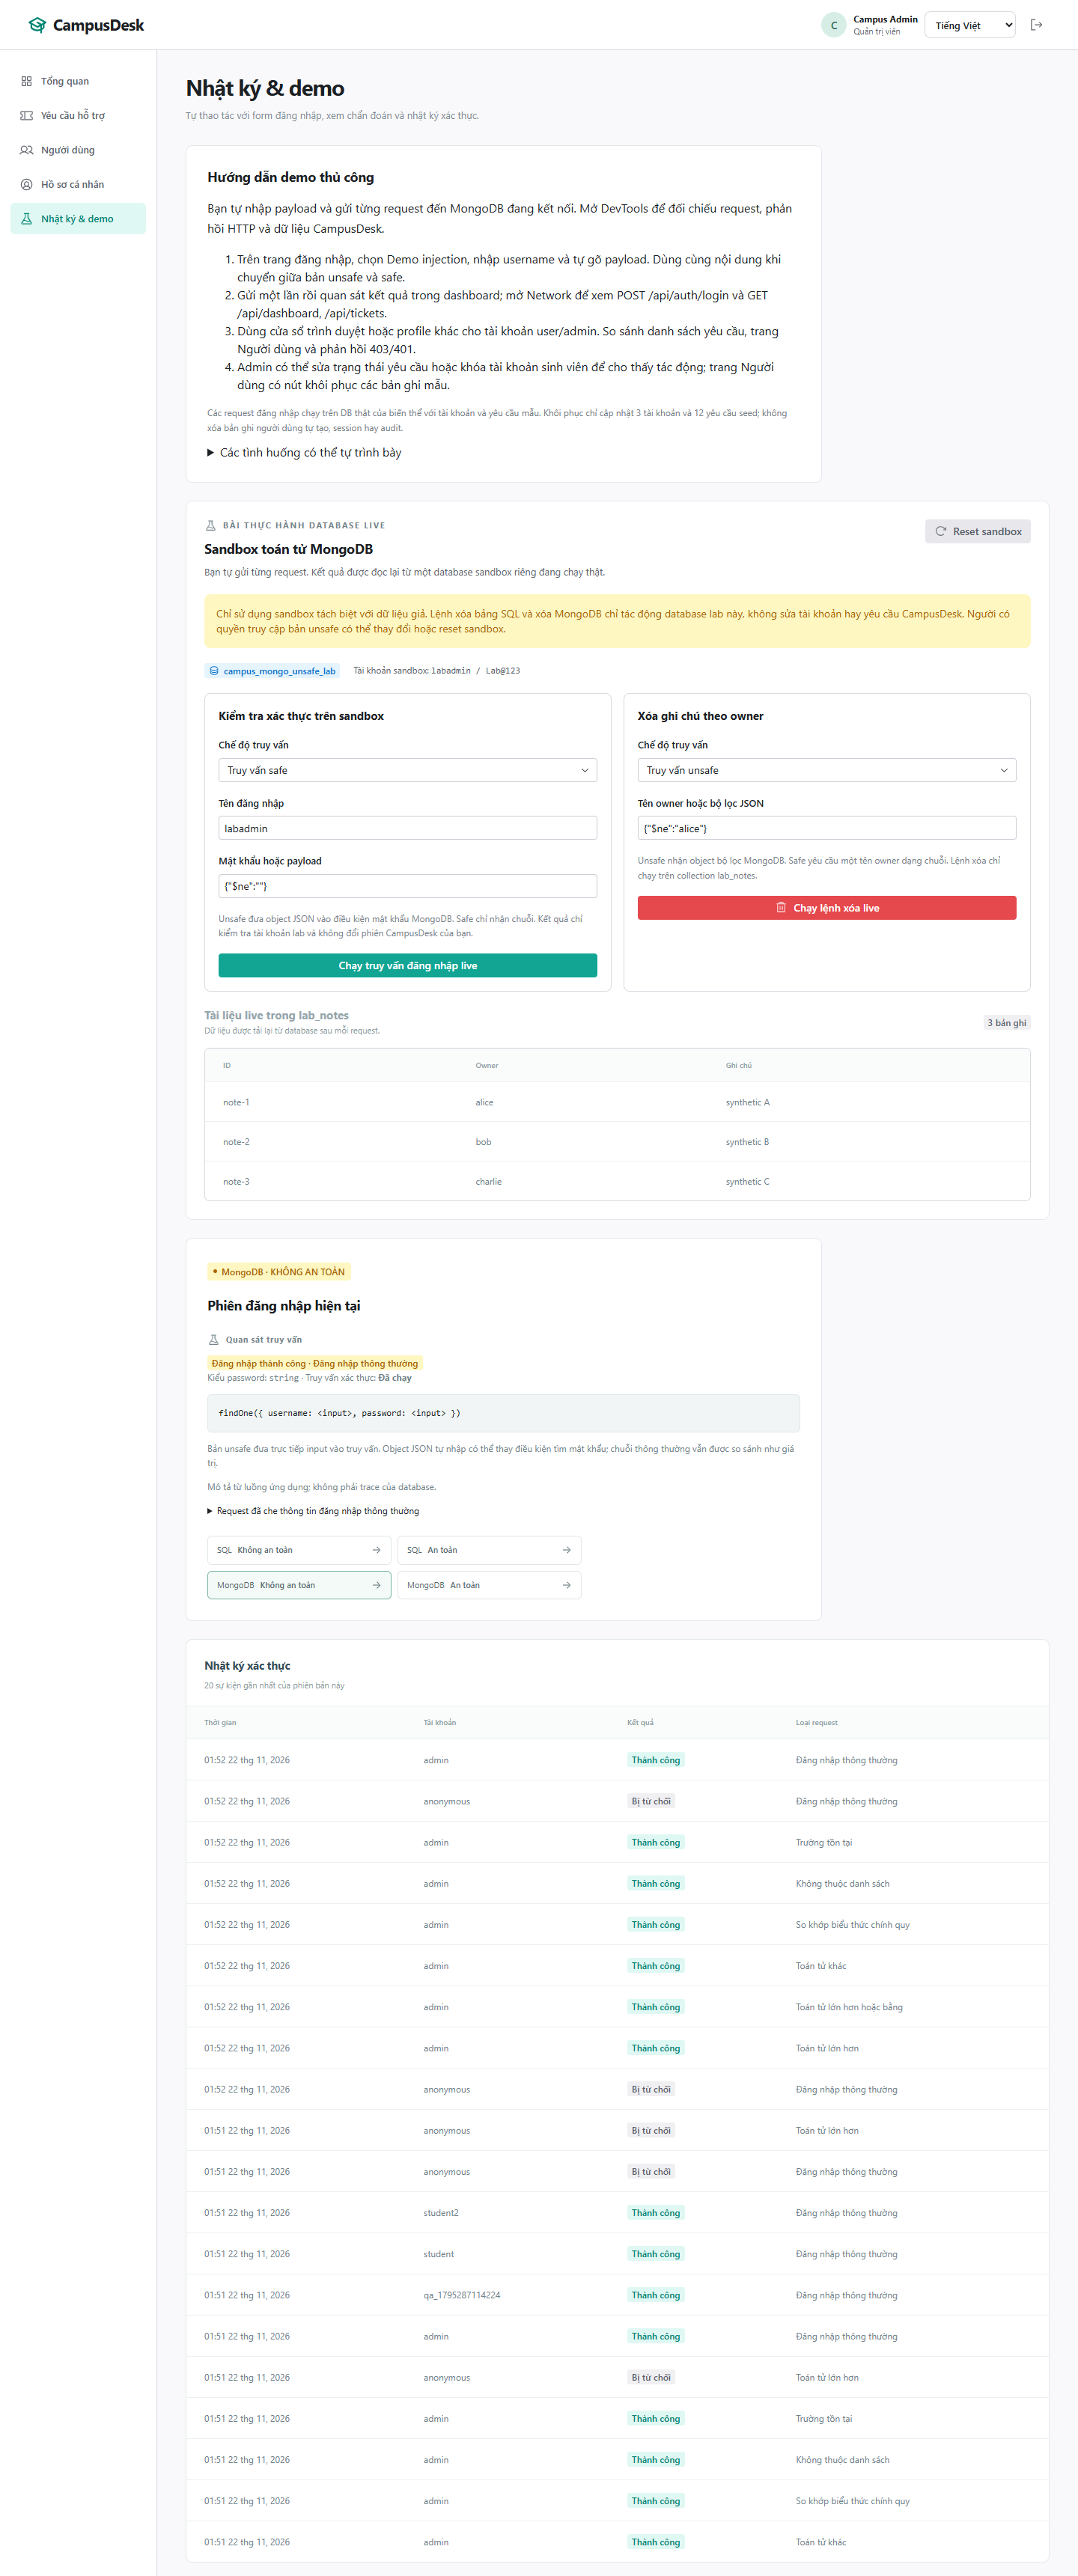 CampusDesk
C
Campus Admin
Quản trị viên
Tiếng Việt
Tổng quan
Yêu cầu hỗ trợ
Người dùng
Hồ sơ cá nhân
Nhật ký & demo
Nhật ký & demo
Tự thao tác với form đăng nhập, xem chẩn đoán và nhật ký xác thực.
Hướng dẫn demo thủ công
Bạn tự nhập payload và gửi từng request đến MongoDB đang kết nối. Mở DevTools để đối chiếu request, phản
hồi HTTP và dữ liệu CampusDesk.
1. Trên trang đăng nhập, chọn Demo injection, nhập username và tự gõ payload. Dùng cùng nội dung khi
chuyển giữa bản unsafe và safe.
2. Gửi một lần rồi quan sát kết quả trong dashboard; mở Network để xem POST /api/auth/login và GET
/api/dashboard, /api/tickets.
3. Dùng cửa sổ trình duyệt hoặc profile khác cho tài khoản user/admin. So sánh danh sách yêu cầu, trang
Người dùng và phản hồi 403/401.
4. Admin có thể sửa trạng thái yêu cầu hoặc khóa tài khoản sinh viên để cho thấy tác động; trang Người
dùng có nút khôi phục các bản ghi mẫu.
Các request đăng nhập chạy trên DB thật của biến thể với tài khoản và yêu cầu mẫu. Khôi phục chỉ cập nhật 3 tài khoản và 12 yêu cầu seed; không
xóa bản ghi người dùng tự tạo, session hay audit.
Các tình huống có thể tự trình bày
BÀI THỰC HÀNH DATABASE LIVE
Reset sandbox
Sandbox toán tử MongoDB
Bạn tự gửi từng request. Kết quả được đọc lại từ một database sandbox riêng đang chạy thật.
Chỉ sử dụng sandbox tách biệt với dữ liệu giả. Lệnh xóa bảng SQL và xóa MongoDB chỉ tác động database lab này, không sửa tài khoản hay yêu cầu CampusDesk. Người có
quyền truy cập bản unsafe có thể thay đổi hoặc reset sandbox.
campus_mongo_unsafe_lab Tài khoản sandbox: labadmin / Lab@123
Kiểm tra xác thực trên sandbox
Chế độ truy vấn
Truy vấn safe
Tên đăng nhập
labadmin
Mật khẩu hoặc payload
{"$ne":""}
Unsafe đưa object JSON vào điều kiện mật khẩu MongoDB. Safe chỉ nhận chuỗi. Kết quả chỉ
kiểm tra tài khoản lab và không đổi phiên CampusDesk của bạn.
Chạy truy vấn đăng nhập live
Xóa ghi chú theo owner
Chế độ truy vấn
Truy vấn unsafe
Tên owner hoặc bộ lọc JSON
{"$ne":"alice"}
Unsafe nhận object bộ lọc MongoDB. Safe yêu cầu một tên owner dạng chuỗi. Lệnh xóa chỉ
chạy trên collection lab_notes.
Chạy lệnh xóa live
Tài liệu live trong lab_notes
3 bản ghi
Dữ liệu được tải lại từ database sau mỗi request.
ID Owner Ghi chú
note-1 alice synthetic A
note-2 bob synthetic B
note-3 charlie synthetic C
MongoDB · KHÔNG AN TOÀN
Phiên đăng nhập hiện tại
Quan sát truy vấn
Đăng nhập thành công · Đăng nhập thông thường
Kiểu password: string · Truy vấn xác thực: Đã chạy
findOne({ username: <input>, password: <input> })
Bản unsafe đưa trực tiếp input vào truy vấn. Object JSON tự nhập có thể thay điều kiện tìm mật khẩu; chuỗi thông thường vẫn được so sánh như giá
trị.
Mô tả từ luồng ứng dụng; không phải trace của database.
Request đã che thông tin đăng nhập thông thường
SQL Không an toàn
SQL An toàn
MongoDB Không an toàn
MongoDB An toàn
Nhật ký xác thực
20 sự kiện gần nhất của phiên bản này
Thời gian Tài khoản Kết quả Loại request
01:52 22 thg 11, 2026 admin Thành công Đăng nhập thông thường
01:52 22 thg 11, 2026 anonymous Bị từ chối Đăng nhập thông thường
01:52 22 thg 11, 2026 admin Thành công Trường tồn tại
01:52 22 thg 11, 2026 admin Thành công Không thuộc danh sách
01:52 22 thg 11, 2026 admin Thành công So khớp biểu thức chính quy
01:52 22 thg 11, 2026 admin Thành công Toán tử khác
01:52 22 thg 11, 2026 admin Thành công Toán tử lớn hơn hoặc bằng
01:52 22 thg 11, 2026 admin Thành công Toán tử lớn hơn
01:52 22 thg 11, 2026 anonymous Bị từ chối Đăng nhập thông thường
01:51 22 thg 11, 2026 anonymous Bị từ chối Toán tử lớn hơn
01:51 22 thg 11, 2026 anonymous Bị từ chối Đăng nhập thông thường
01:51 22 thg 11, 2026 student2 Thành công Đăng nhập thông thường
01:51 22 thg 11, 2026 student Thành công Đăng nhập thông thường
01:51 22 thg 11, 2026 qa_1795287114224 Thành công Đăng nhập thông thường
01:51 22 thg 11, 2026 admin Thành công Đăng nhập thông thường
01:51 22 thg 11, 2026 anonymous Bị từ chối Toán tử lớn hơn
01:51 22 thg 11, 2026 admin Thành công Trường tồn tại
01:51 22 thg 11, 2026 admin Thành công Không thuộc danh sách
01:51 22 thg 11, 2026 admin Thành công So khớp biểu thức chính quy
01:51 22 thg 11, 2026 admin Thành công Toán tử khác